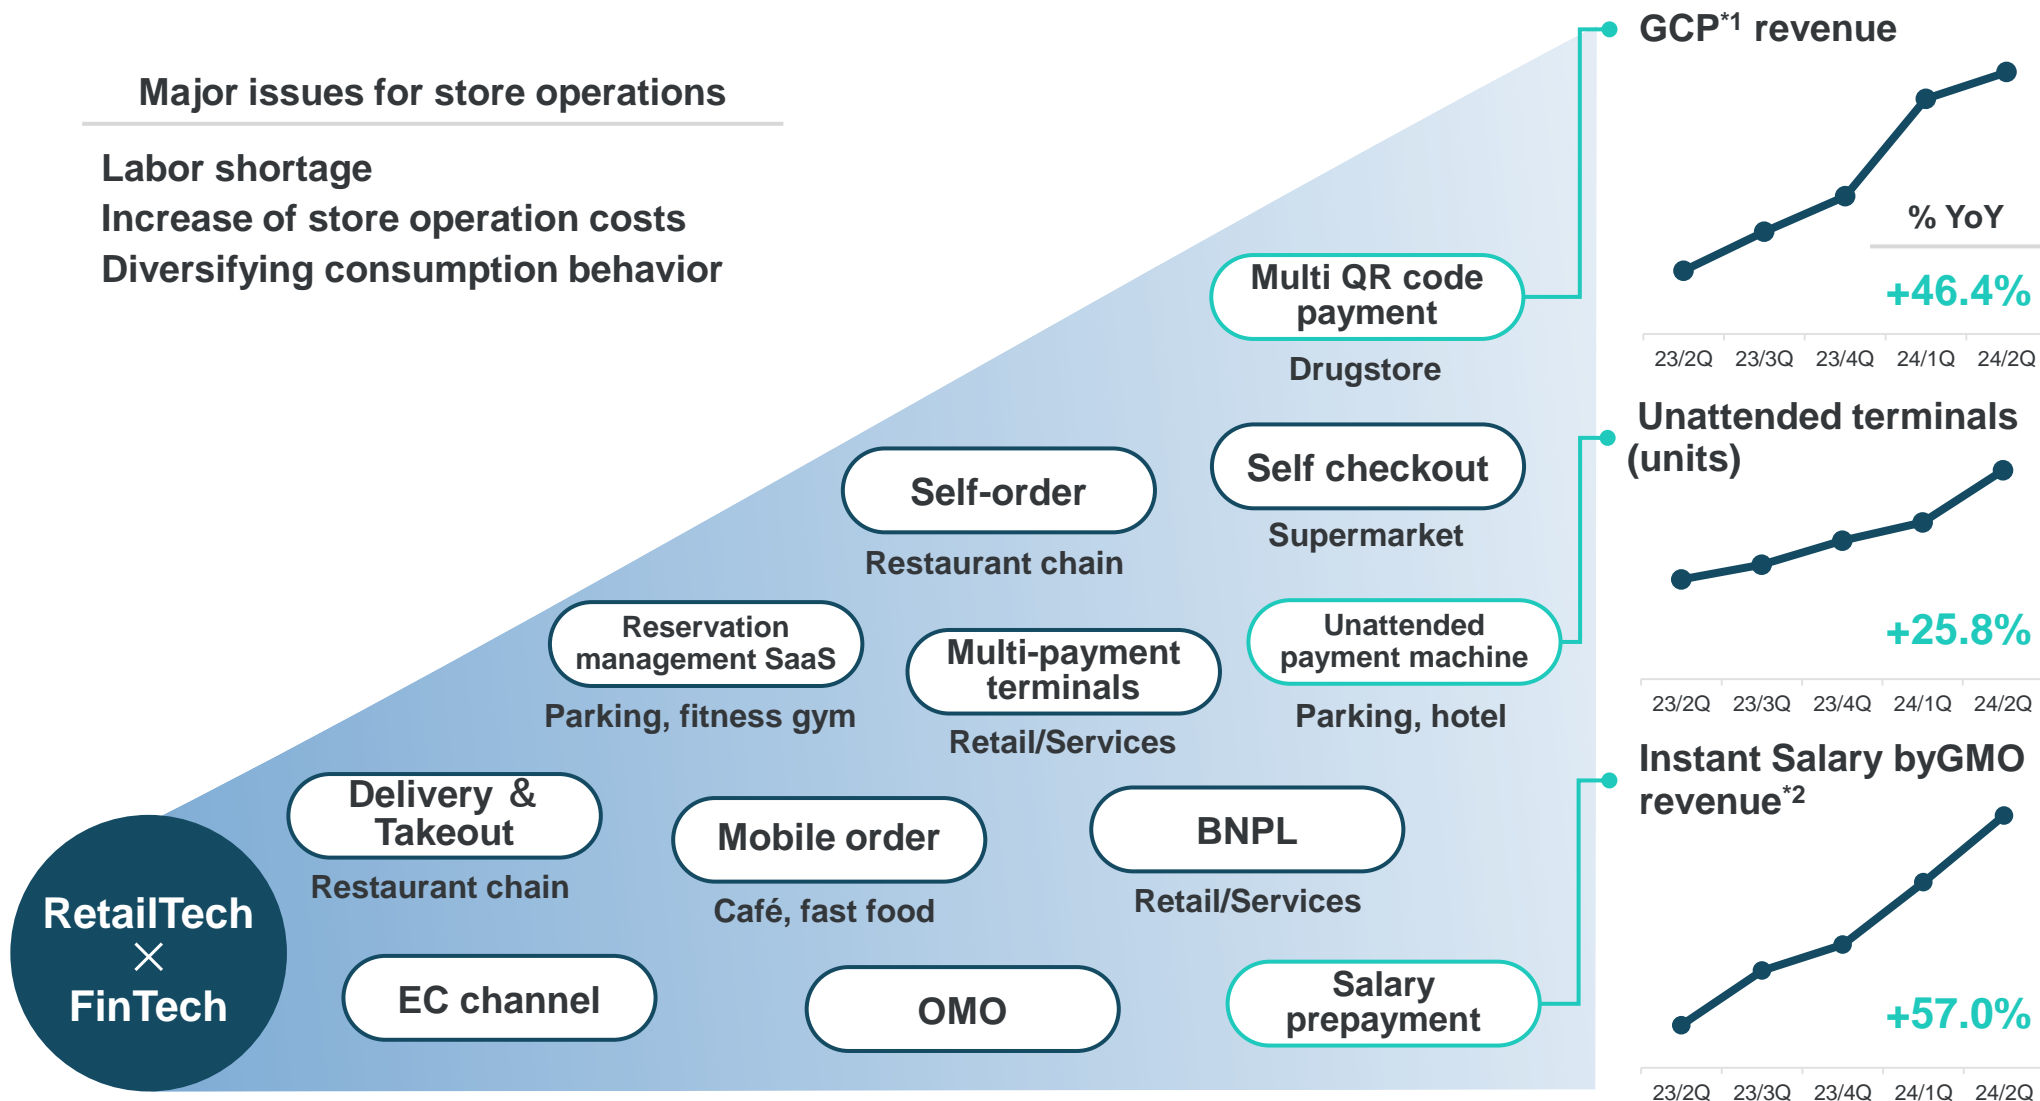 Major issues for store operations
Labor shortage
Increase of store operation costs
Diversifying consumption behavior
RetailTech
×
FinTech
Multi QR code
payment
Drugstore
Self-order
Restaurant chain
Self checkout
Supermarket
Reservation
management SaaS
Parking, fitness gym
Multi-payment
terminals
Retail/Services
Unattended
payment machine
Parking, hotel
Delivery &
Takeout
Restaurant chain
Mobile order
Café, fast food
BNPL
Retail/Services
EC channel
OMO
Salary
prepayment
GCP*1 revenue
% YoY
+46.4%
23/2Q 23/3Q 23/4Q 24/1Q 24/2Q
Unattended terminals
(units)
+25.8%
23/2Q 23/3Q 23/4Q 24/1Q 24/2Q
Instant Salary byGMO
revenue*2
+57.0%
23/2Q 23/3Q 23/4Q 24/1Q 24/2Q